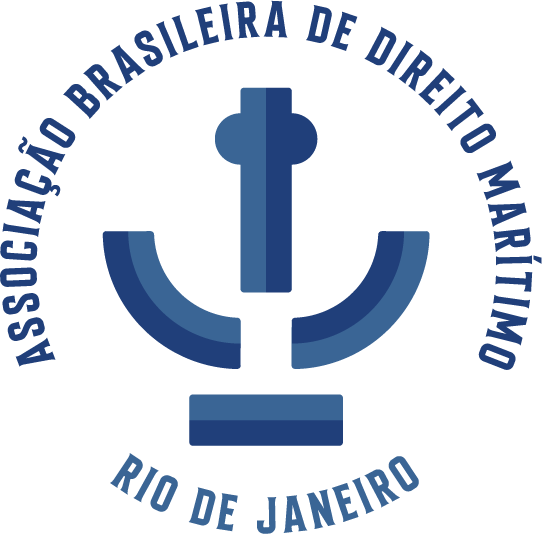 ASSOCIAÇÃO BRASILEIRA DE DIREITO MARÍTIMO
RIO DE JANEIRO